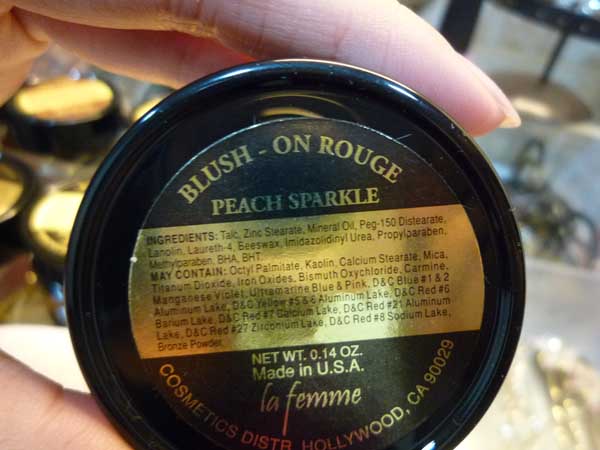 BLUSH - ON ROUGE
PEACH SPARKLE
INGREDIENTS: Talc, Zinc Stearate, Mineral Oil, Peg-150 Distearate,
Lanolin, Laureth-4, Beeswax, Imidazolidinyl Urea, Propylparaben,
Methylparaben, BHA, BHT.
MAY CONTAIN: Octyl Palmitate, Kaolin, Calcium Stearate, Mica,
Titanum Dioxide, Iron Oxides, Bismuth Oxychloride, Carmine,
Manganese Violet, Ultramarine Blue & Pink, D&C Blue #1 & 2
Aluminum Lake, D&C Yellow #5 & 6 Aluminum Lake, D&C Red #6
Barium Lake, D&C Red #7 Calcium Lake, D&C Red #21 Aluminum
Lake, D&C Red #27 Zirconium Lake, D&C Red #8 Sodium Lake,
Bronze Powder.
NET WT. 0.14 OZ.
Made in U.S.A.
la femme
COSMETICS DISTR. HOLLYWOOD, CA 90029